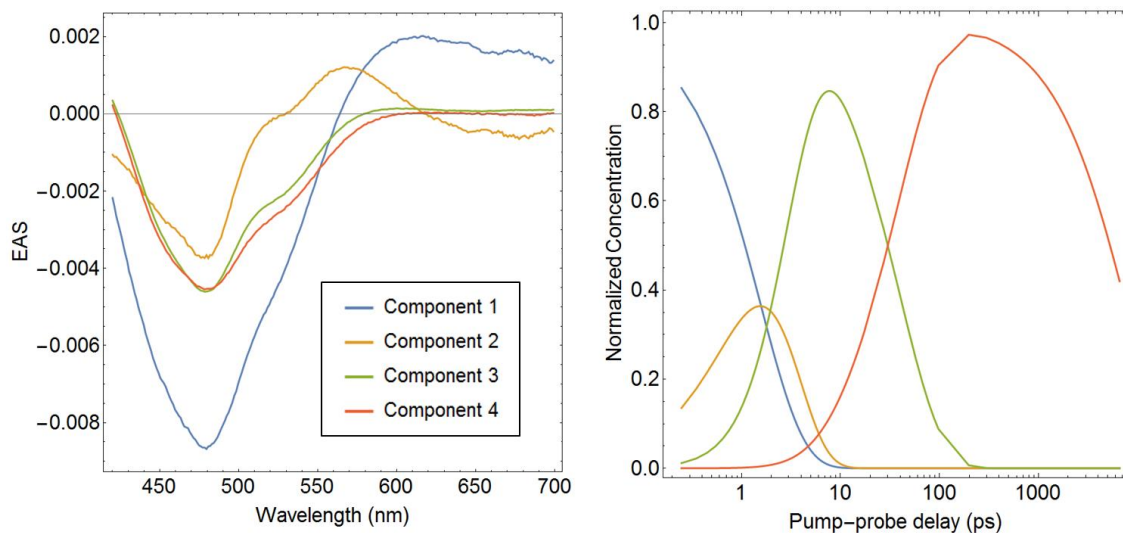 0.002
0.000
−0.002
−0.004
−0.006
−0.008
EAS
450 500 550 600 650 700
Wavelength (nm)
Component 1
Component 2
Component 3
Component 4
1.0
0.8
0.6
0.4
0.2
0.0
Normalized Concentration
1 10 100 1000
Pump−probe delay (ps)